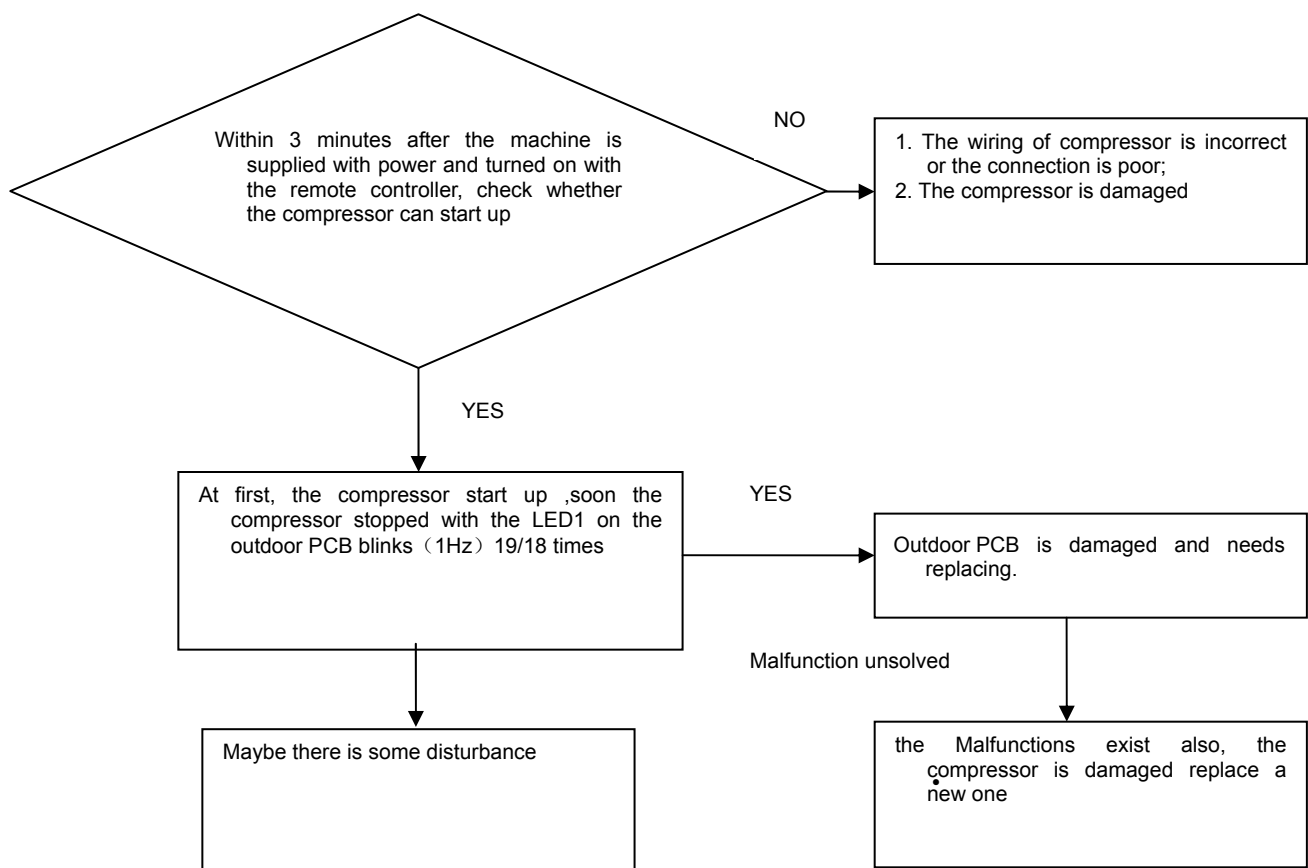 NO
Within 3 minutes after the machine is
supplied with power and turned on with
the remote controller, check whether
the compressor can start up
1. The wiring of compressor is incorrect
or the connection is poor;
2. The compressor is damaged
YES
At first, the compressor start up ,soon the
compressor stopped with the LED1 on the
outdoor PCB blinks（1Hz）19/18 times
YES
Outdoor PCB is damaged and needs
replacing.
Malfunction unsolved
Maybe there is some disturbance
the Malfunctions exist also, the
compressor is damaged replace a
new one